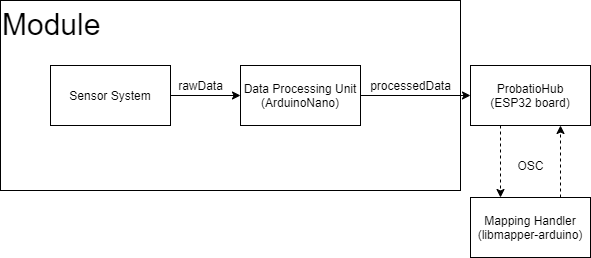 Module
Sensor System
rawData
Data Processing Unit
(ArduinoNano)
processedData
ProbatioHub
(ESP32 board)
OSC
Mapping Handler
(libmapper-arduino)